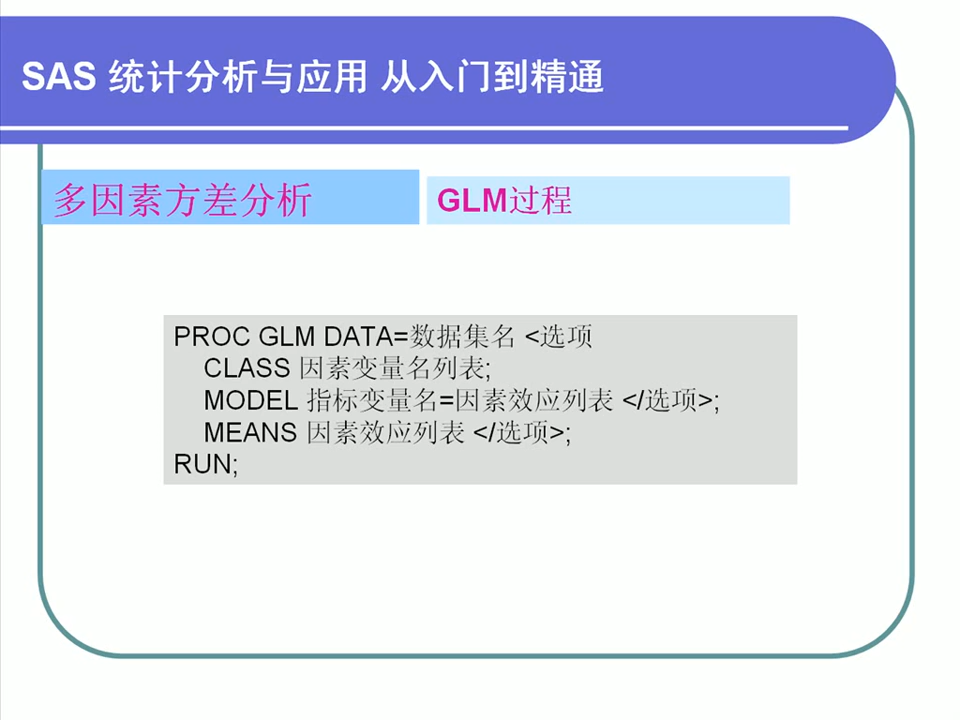 SAS 统计分析与应用 从入门到精通
多因素方差分析
GLM过程
PROC GLM DATA=数据集名 <选项
CLASS 因素变量名列表;
MODEL 指标变量名=因素效应列表 </选项>;
MEANS 因素效应列表 </选项>;
RUN;